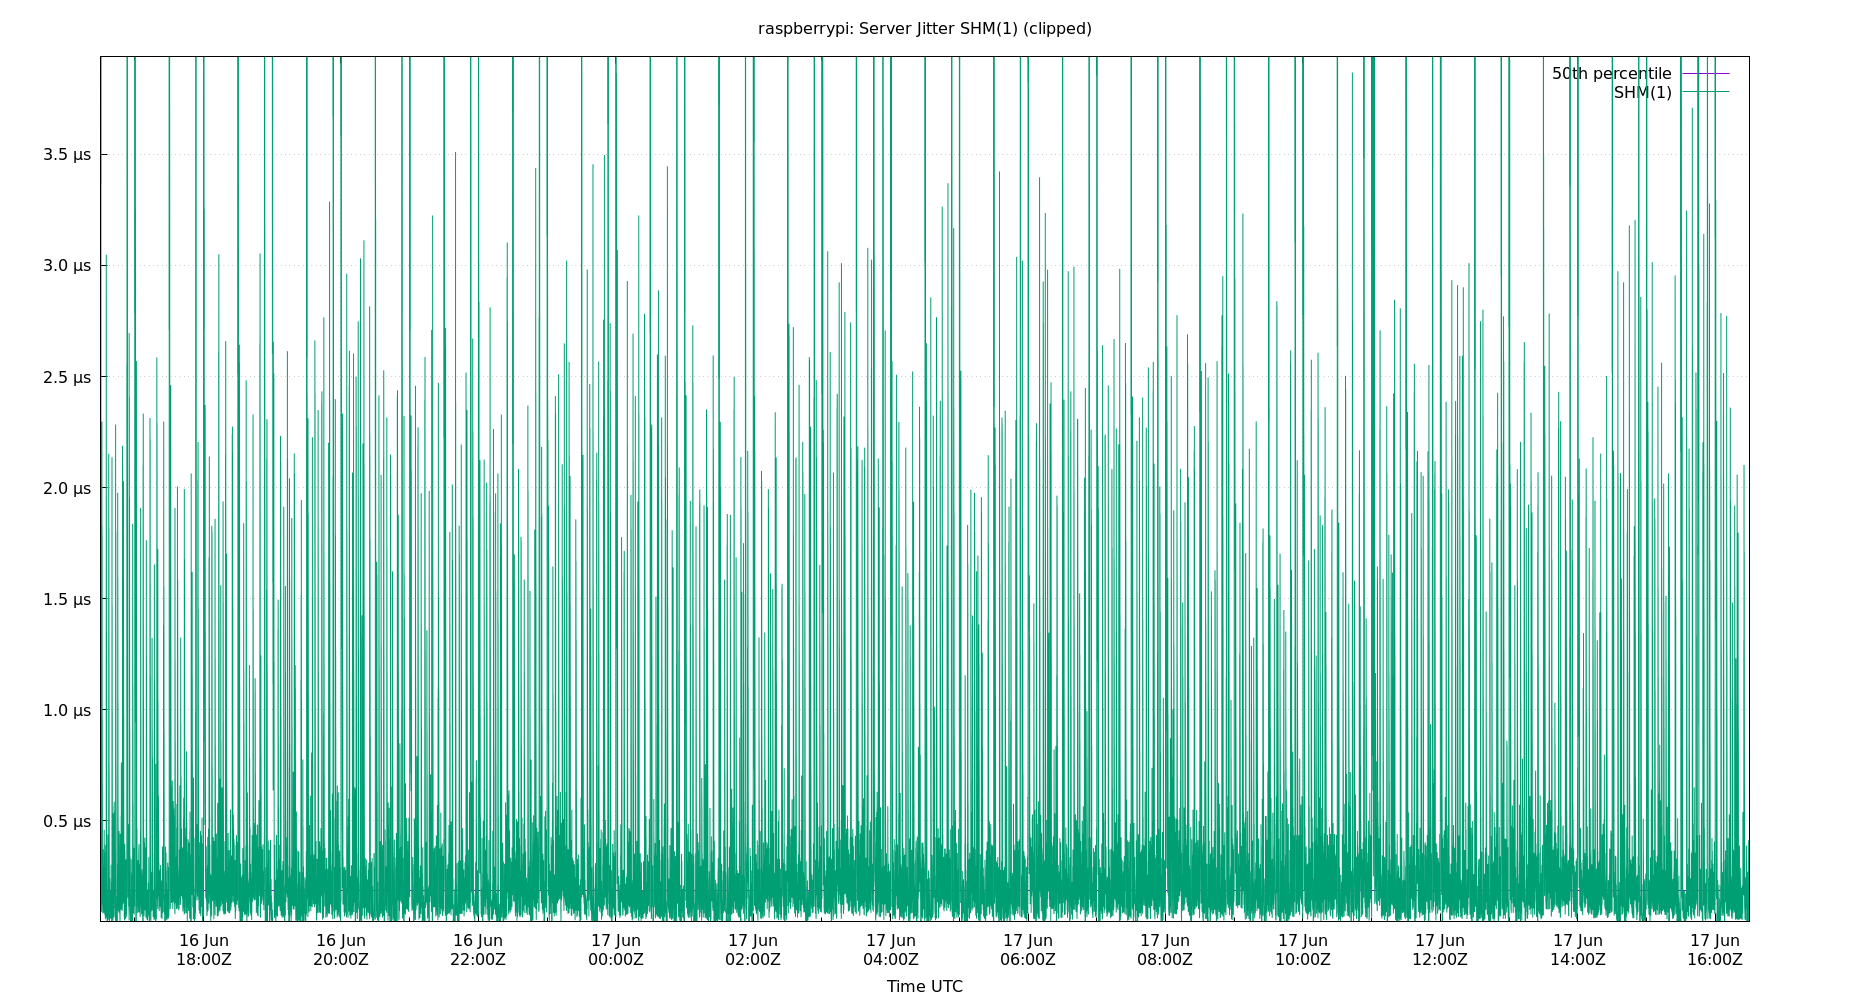 raspberrypi: Server Jitter SHM(1) (clipped)
50th percentile
SHM(1)
3.5 μs
3.0 μs
2.5 μs
2.0 μs
1.5 μs
1.0 μs
0.5 μs
16 Jun 16 Jun 16 Jun 17 Jun 17 Jun 17 Jun 17 Jun 17 Jun 17 Jun 17 Jun 17 Jun 17 Jun
18:00Z 20:00Z 22:00Z 00:00Z 02:00Z 04:00Z 06:00Z 08:00Z 10:00Z 12:00Z 14:00Z 16:00Z
Time UTC